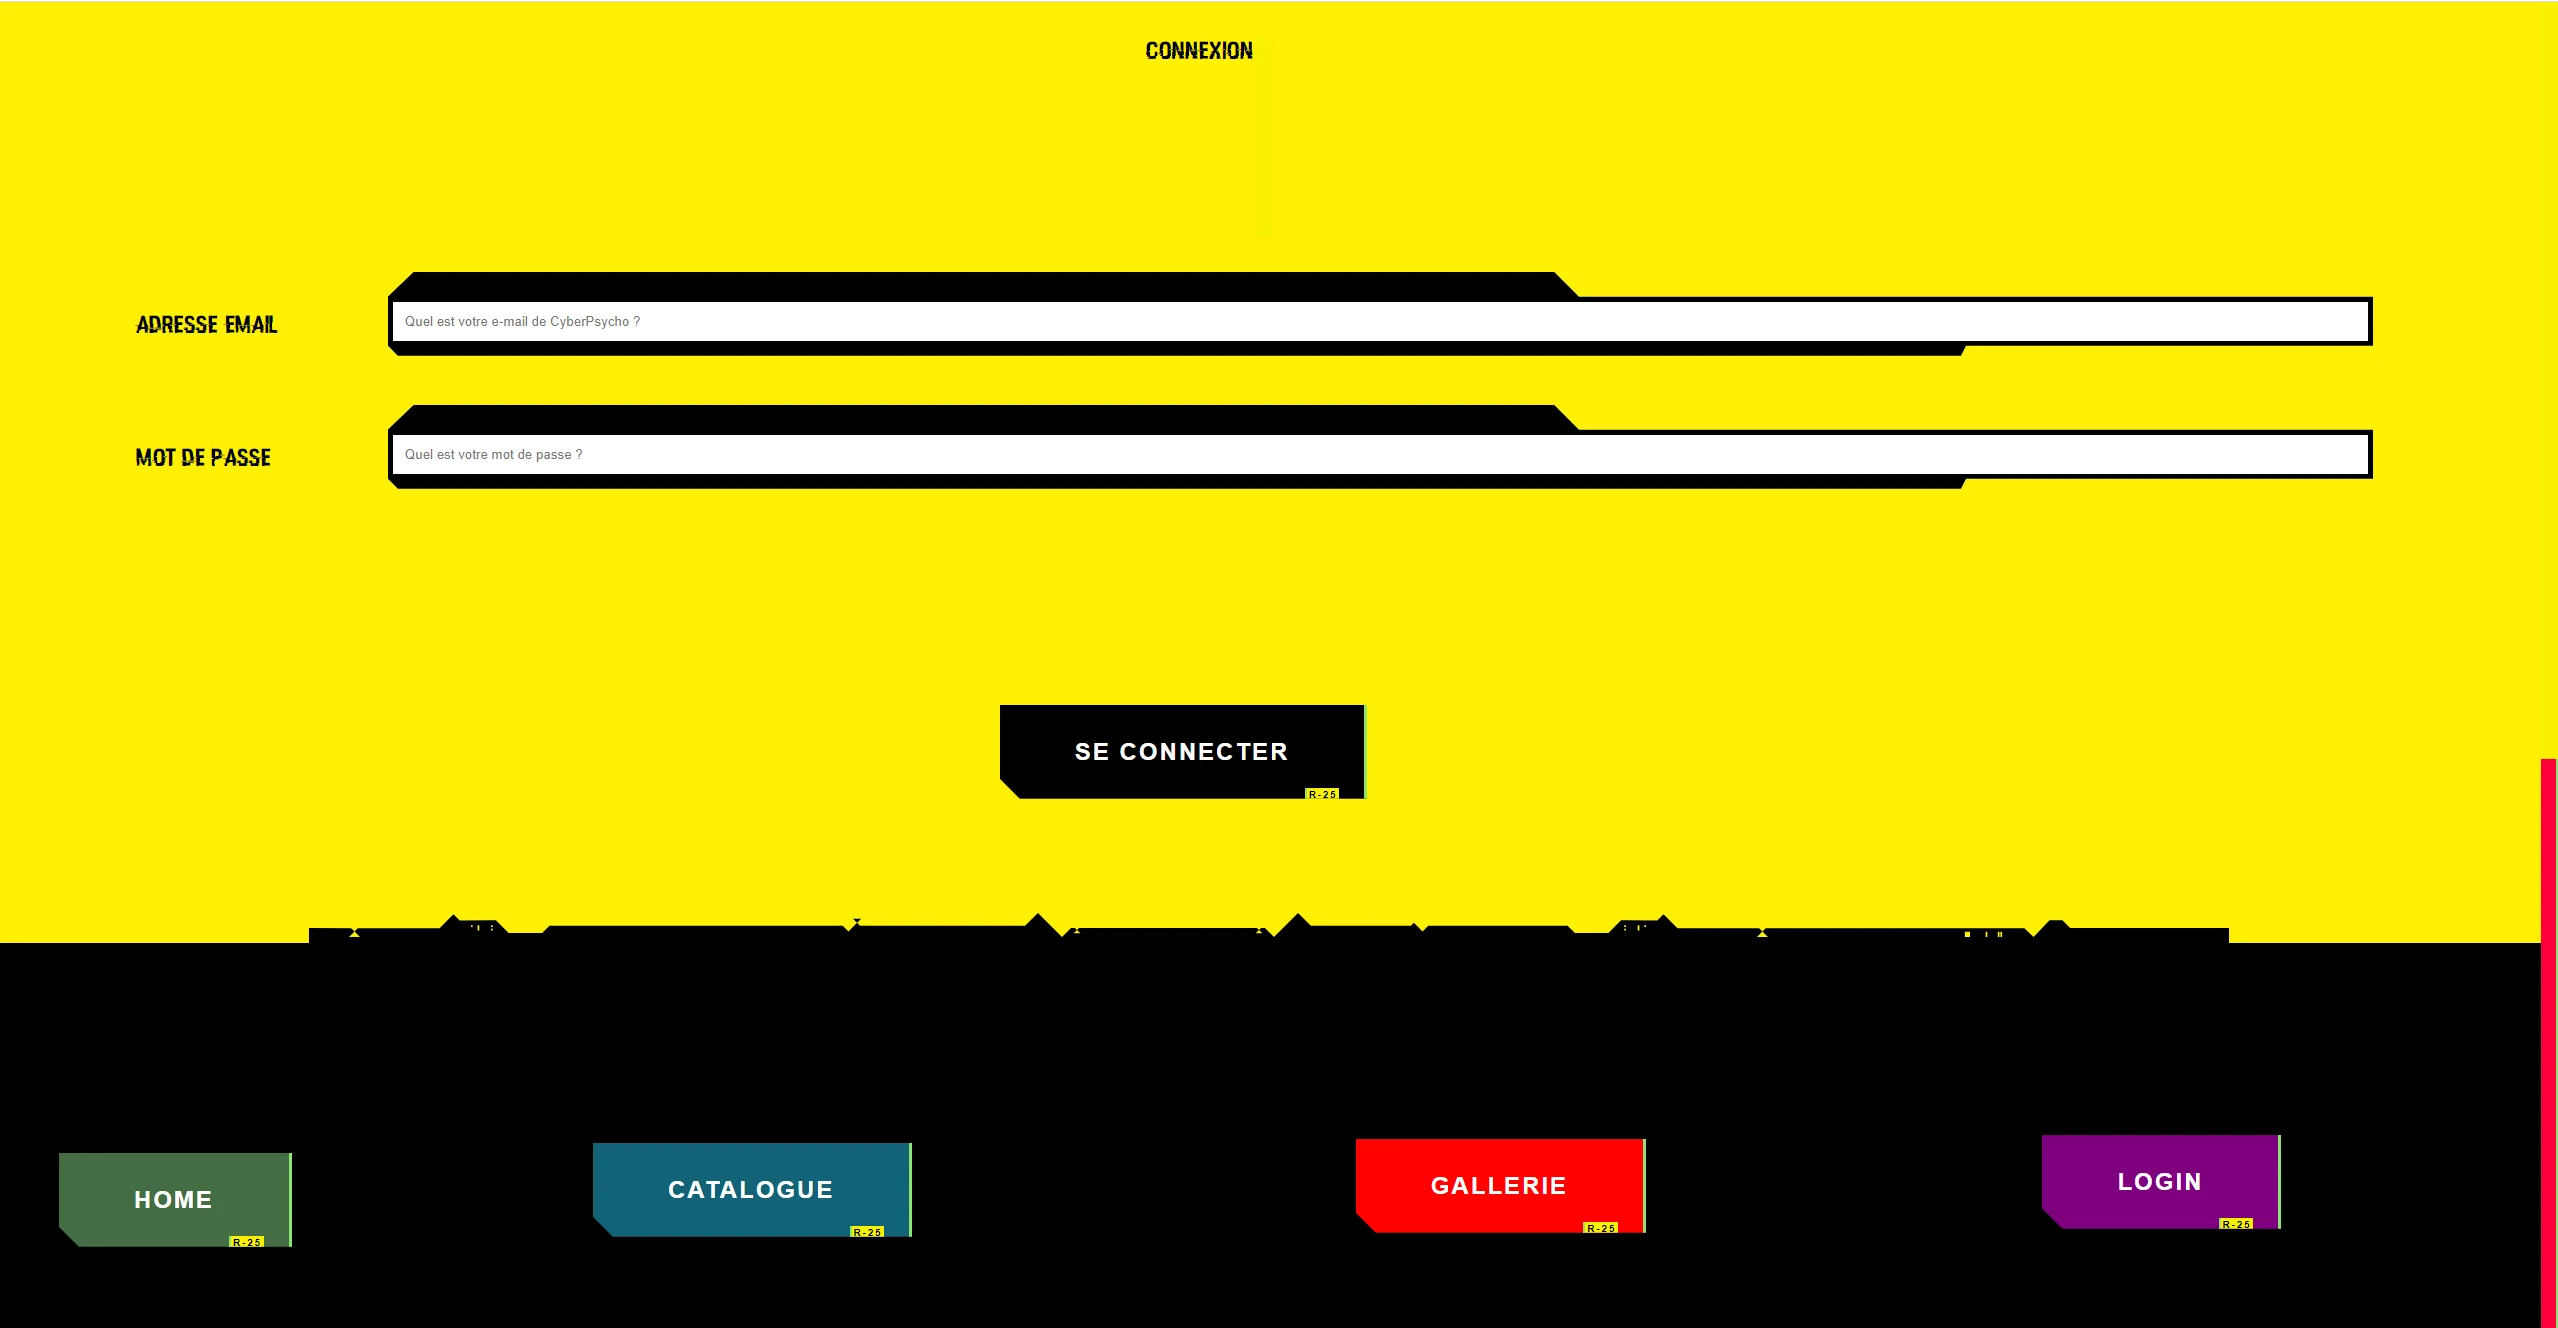 CONNEXION
ADRESSE EMAIL
Quel est votre e-mail de CyberPsycho ?
MOT DE PASSE
Quel est votre mot de passe ?
SE CONNECTER
R-25
HOME
R-25
CATALOGUE
R-25
GALLERIE
R-25
LOGIN
R-25